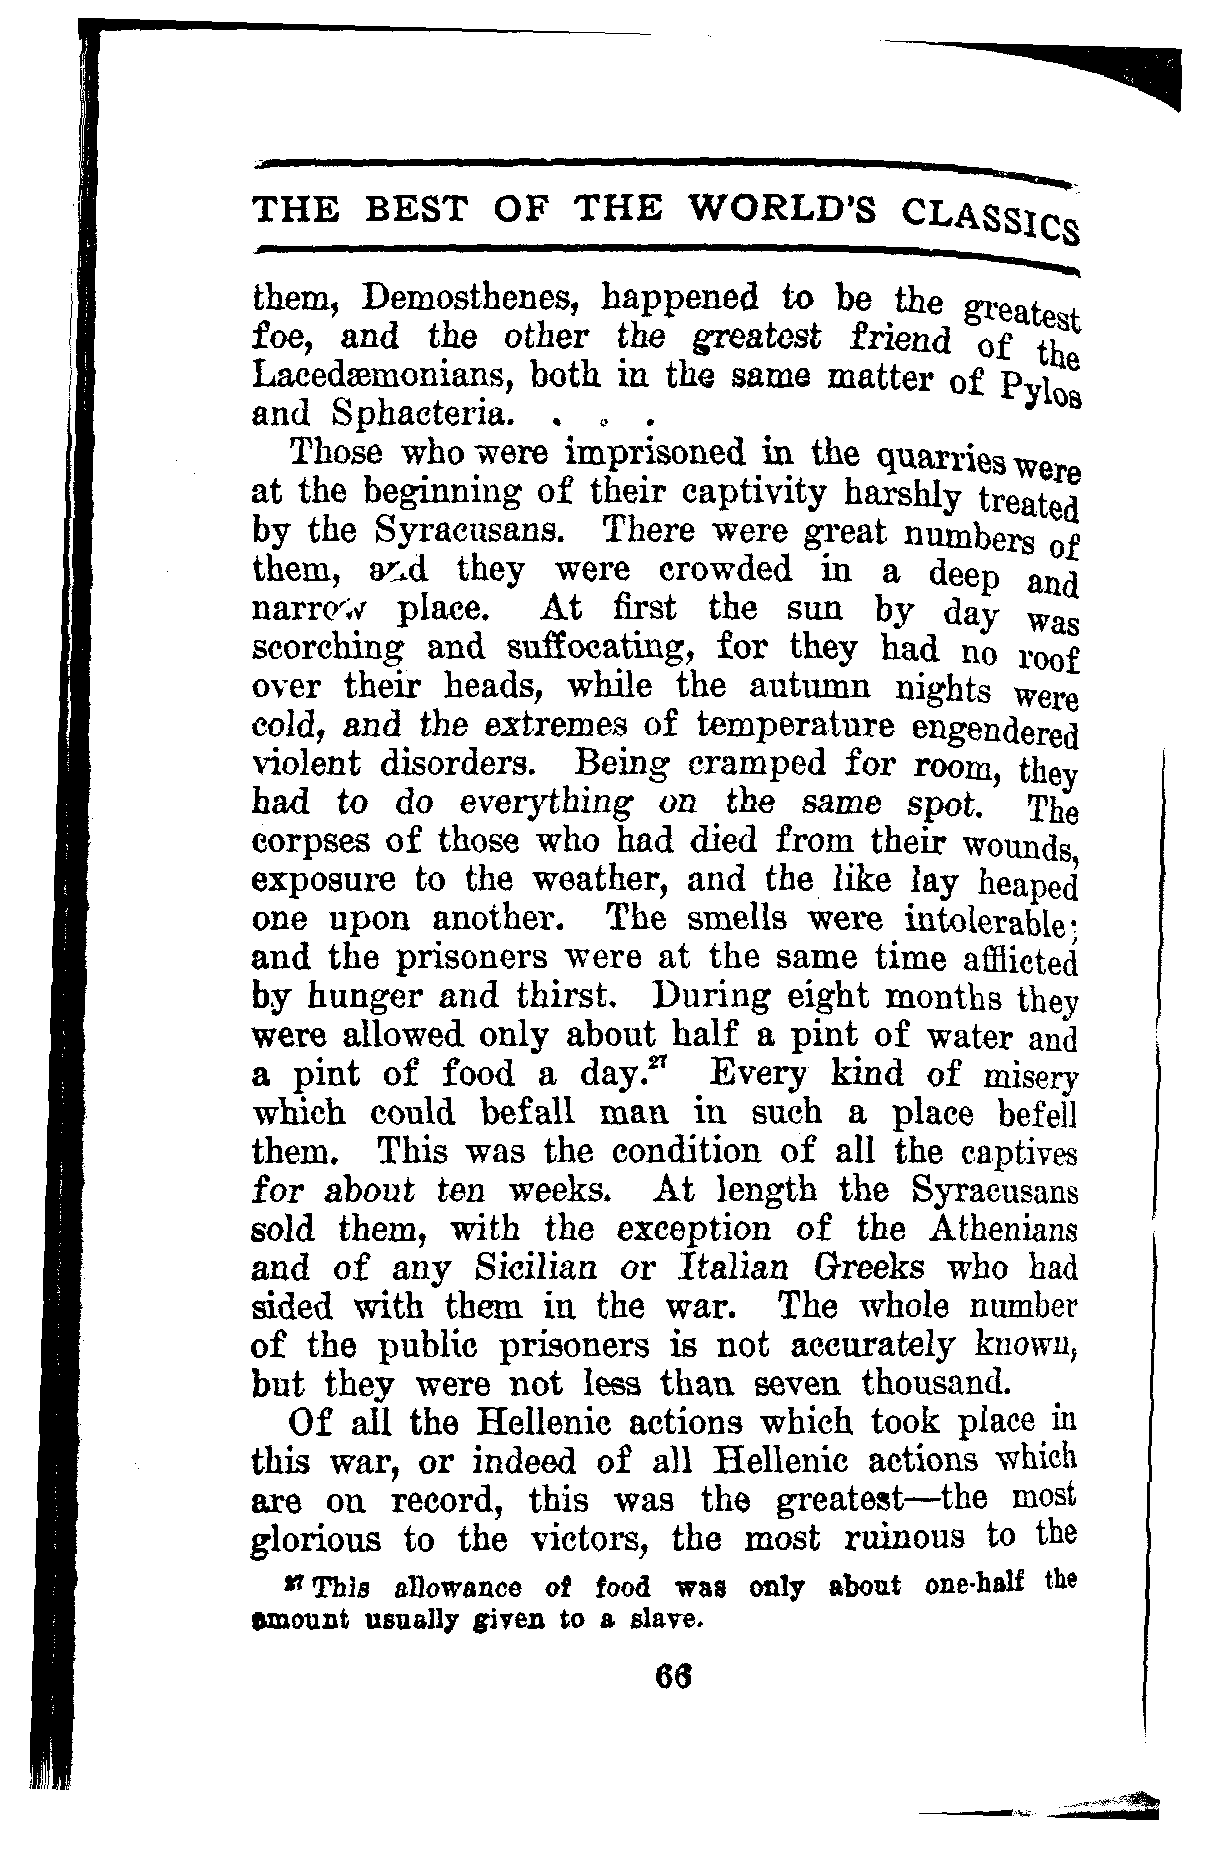 THE BEST OF THE WORLD'S CLASSICS
them, Demosthenes, happened to be the greatest
foe, and the other the greatest friend of the
Lacedæmonians, both in the same matter of Pylos
and Sphacteria. . . .
Those who were imprisoned in the quarries were
at the beginning of their captivity harshly treated
by the Syracusans. There were great numbers of
them, and they were crowded in a deep and
narrow place. At first the sun by day was
scorching and suffocating, for they had no roof
over their heads, while the autumn nights were
cold, and the extremes of temperature engendered
violent disorders. Being cramped for room, they
had to do everything on the same spot. The
corpses of those who had died from their wounds,
exposure to the weather, and the like lay heaped
one upon another. The smells were intolerable;
and the prisoners were at the same time afflicted
by hunger and thirst. During eight months they
were allowed only about half a pint of water and
a pint of food a day.²⁷ Every kind of misery
which could befall man in such a place befell
them. This was the condition of all the captives
for about ten weeks. At length the Syracusans
sold them, with the exception of the Athenians
and of any Sicilian or Italian Greeks who had
sided with them in the war. The whole number
of the public prisoners is not accurately known,
but they were not less than seven thousand.
Of all the Hellenic actions which took place in
this war, or indeed of all Hellenic actions which
are on record, this was the greatest—the most
glorious to the victors, the most ruinous to the
²⁷ This allowance of food was only about one-half the
amount usually given to a slave.
66